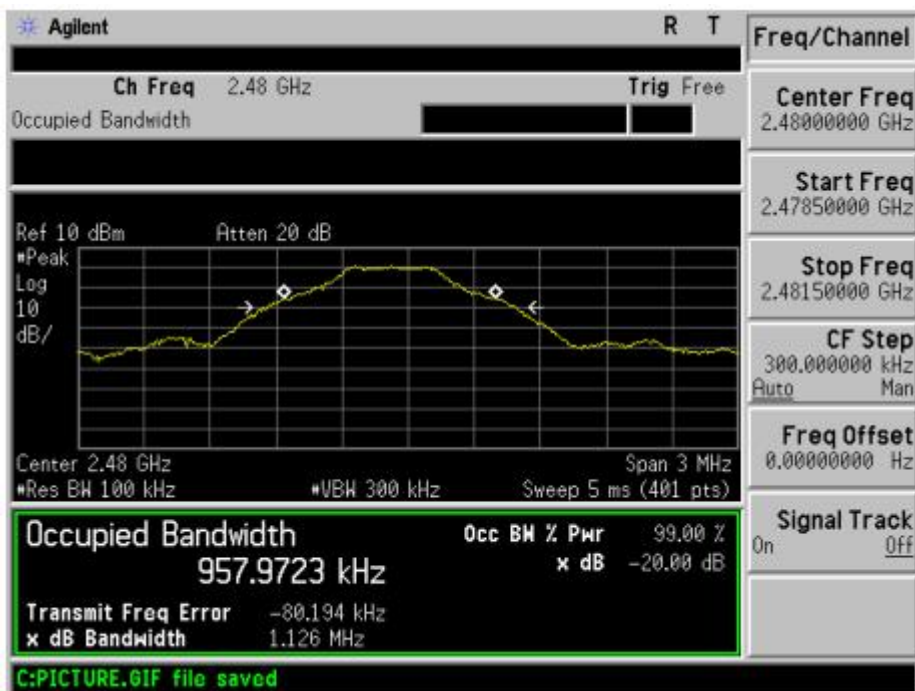 Agilent R T
Freq/Channel
Ch Freq 2.48 GHz Trig Free
Occupied Bandwidth
Center Freq
2.48000000 GHz
Start Freq
2.47850000 GHz
Stop Freq
2.48150000 GHz
CF Step
300.000000 kHz
Auto Man
Freq Offset
0.00000000 Hz
Signal Track
On Off
Ref 10 dBm Atten 20 dB
#Peak
Log
10
dB/
Center 2.48 GHz Span 3 MHz
#Res BW 100 kHz #VBW 300 kHz Sweep 5 ms (401 pts)
Occupied Bandwidth
957.9723 kHz
Occ BW % Pwr 99.00 %
x dB -20.00 dB
Transmit Freq Error -80.194 kHz
x dB Bandwidth 1.126 MHz
C:PICTURE.GIF file saved